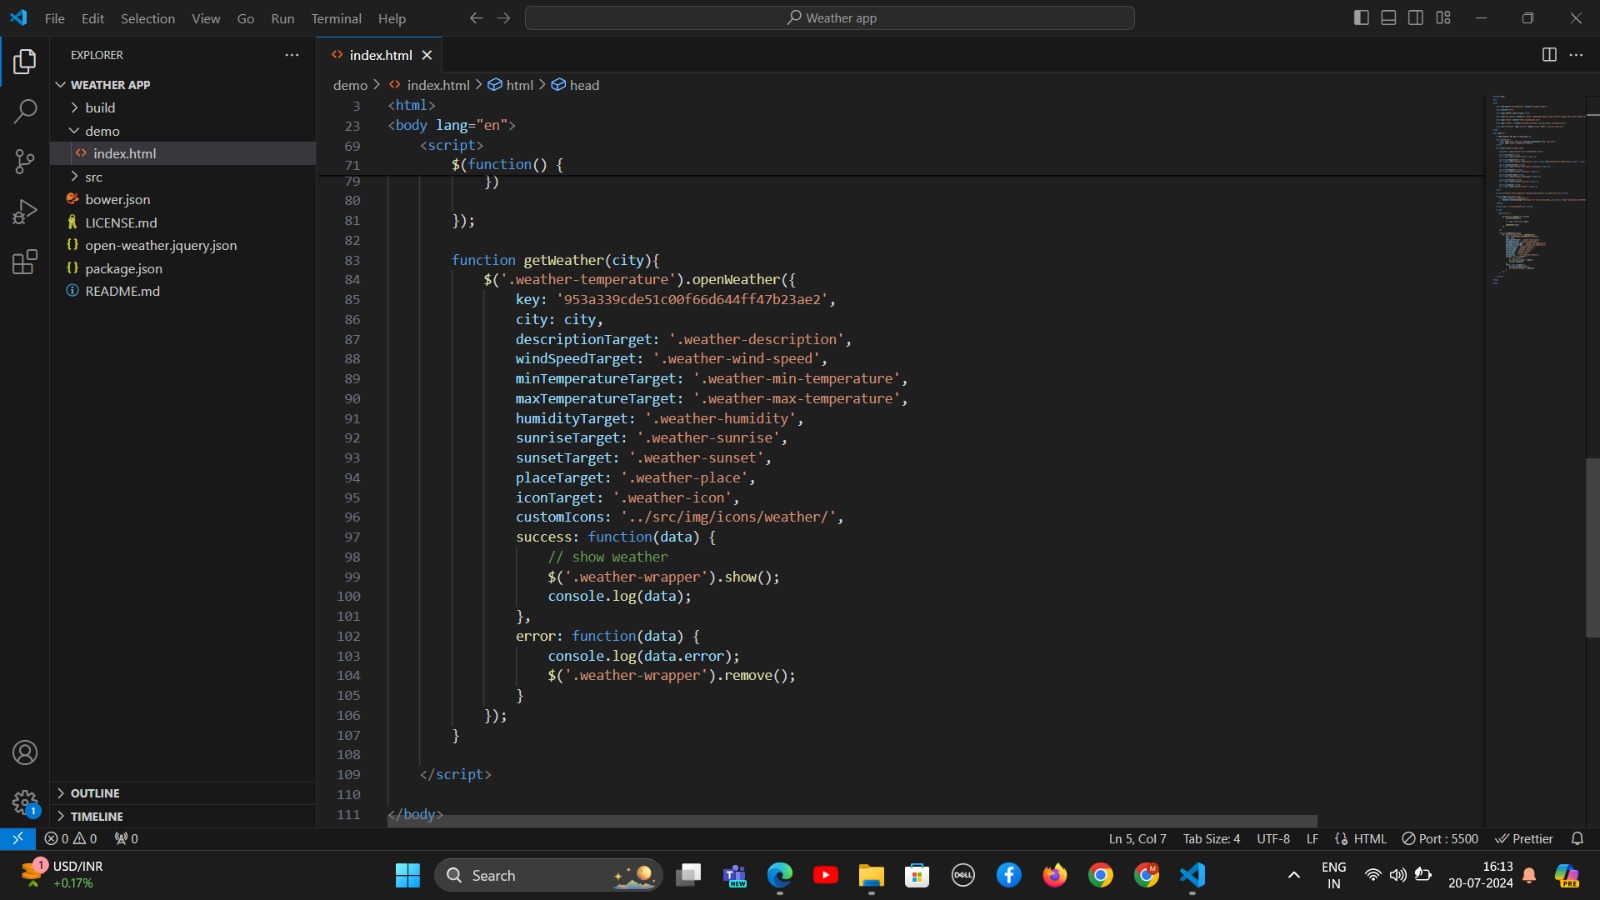 File Edit Selection View Go Run Terminal Help
Weather app
EXPLORER
WEATHER APP
build
demo
index.html
src
bower.json
LICENSE.md
open-weather.jquery.json
package.json
README.md
OUTLINE
TIMELINE
index.html
demo > index.html > html > head
3 <html>
23 <body lang="en">
69 <script>
71 $(function() {
79 })
80
81 });
82
83 function getWeather(city){
84 $('.weather-temperature').openWeather({
85 key: '953a339cde51c00f66d644ff47b23ae2',
86 city: city,
87 descriptionTarget: '.weather-description',
88 windSpeedTarget: '.weather-wind-speed',
89 minTemperatureTarget: '.weather-min-temperature',
90 maxTemperatureTarget: '.weather-max-temperature',
91 humidityTarget: '.weather-humidity',
92 sunriseTarget: '.weather-sunrise',
93 sunsetTarget: '.weather-sunset',
94 placeTarget: '.weather-place',
95 iconTarget: '.weather-icon',
96 customIcons: '../src/img/icons/weather/',
97 success: function(data) {
98 // show weather
99 $('.weather-wrapper').show();
100 console.log(data);
101 },
102 error: function(data) {
103 console.log(data.error);
104 $('.weather-wrapper').remove();
105 }
106 });
107 }
108
109 </script>
110
111 </body>
1
0 0 0
Ln 5, Col 7 Tab Size: 4 UTF-8 LF {} HTML Port : 5500 Prettier
1
USD/INR
+0.17%
Search
NEW
DELL
M
ENG
IN
16:13
20-07-2024
PRE